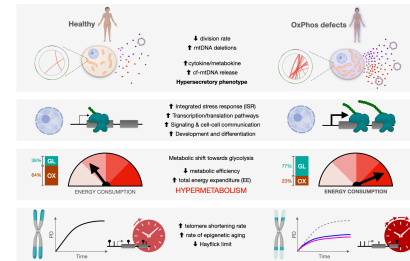 Healthy
OxPhos defects
⬇ division rate
⬆ mtDNA deletions
⬆ cytokine/metabokine
⬆ cf-mtDNA release
Hypersecretory phenotype
⬆ Integrated stress response (ISR)
⬆ Transcription/translation pathways
⬆ Signaling & cell-cell communication
⬆ Development and differentiation
36% GL
64% OX
ENERGY CONSUMPTION
Metabolic shift towards glycolysis
⬇ metabolic efficiency
⬆ total energy expenditure (EE)
HYPERMETABOLISM
77% GL
23% OX
ENERGY CONSUMPTION
PD
Time
⬆ telomere shortening rate
⬆ rate of epigenetic aging
⬇ Hayflick limit
PD
Time